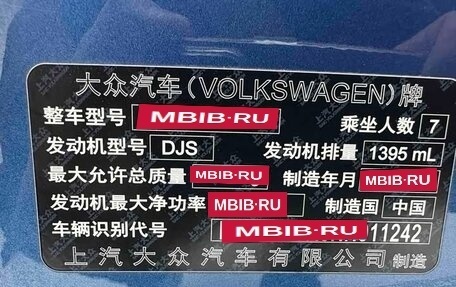 大众汽车(VOLKSWAGEN)牌
整车型号 MBIB·RU 乘坐人数 7
发动机型号 DJS 发动机排量 1395 mL
最大允许总质量 MBIB·RU 制造年月 MBIB·RU
发动机最大净功率 MBIB·RU 制造国 中国
车辆识别代号 MBIB·RU 011242
上汽大众汽车有限公司 制造